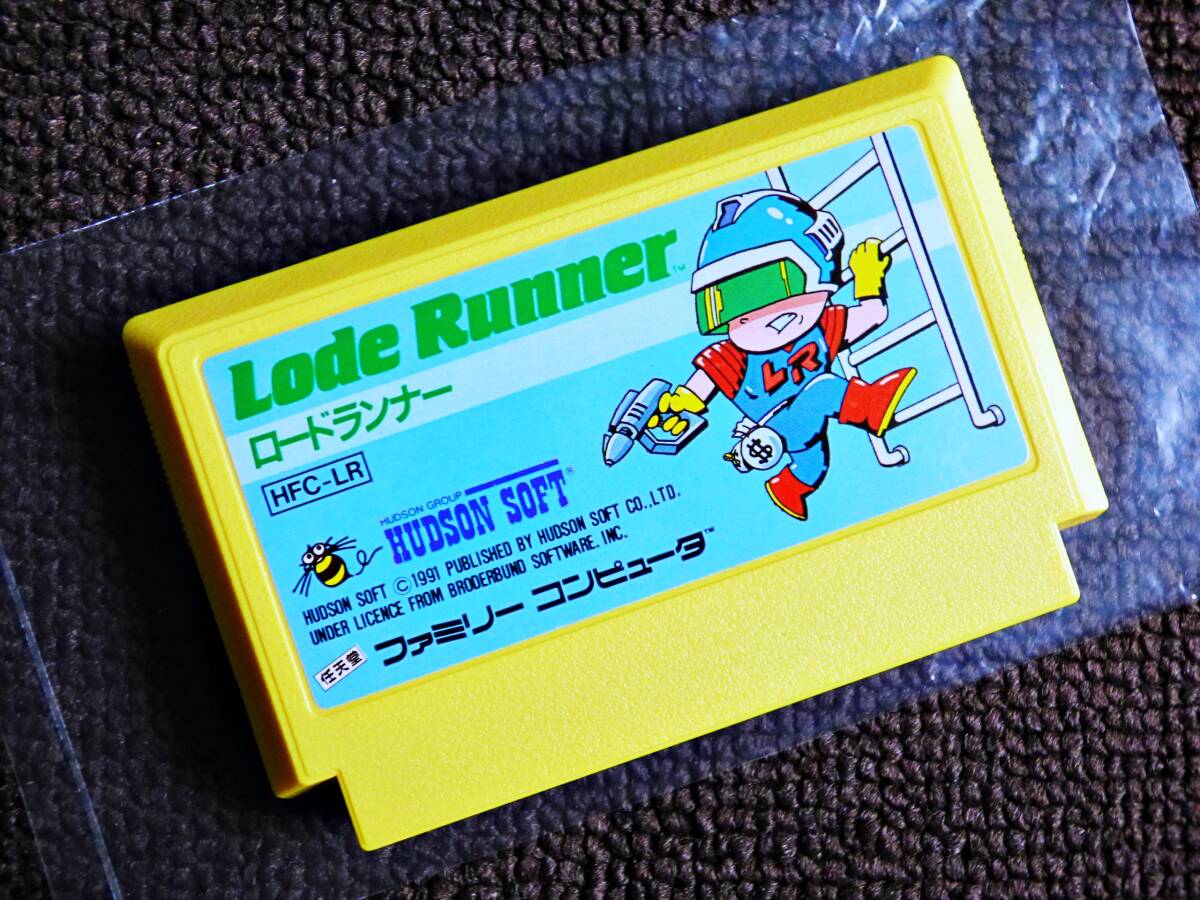 Lode Runner™
ロードランナー
HFC-LR
LR
$
HUDSON GROUP
HUDSON SOFT®
HUDSON SOFT ©1991 PUBLISHED BY HUDSON SOFT CO.,LTD.
UNDER LICENCE FROM BRODERBUND SOFTWARE, INC.
任天堂 ファミリー コンピュータ™